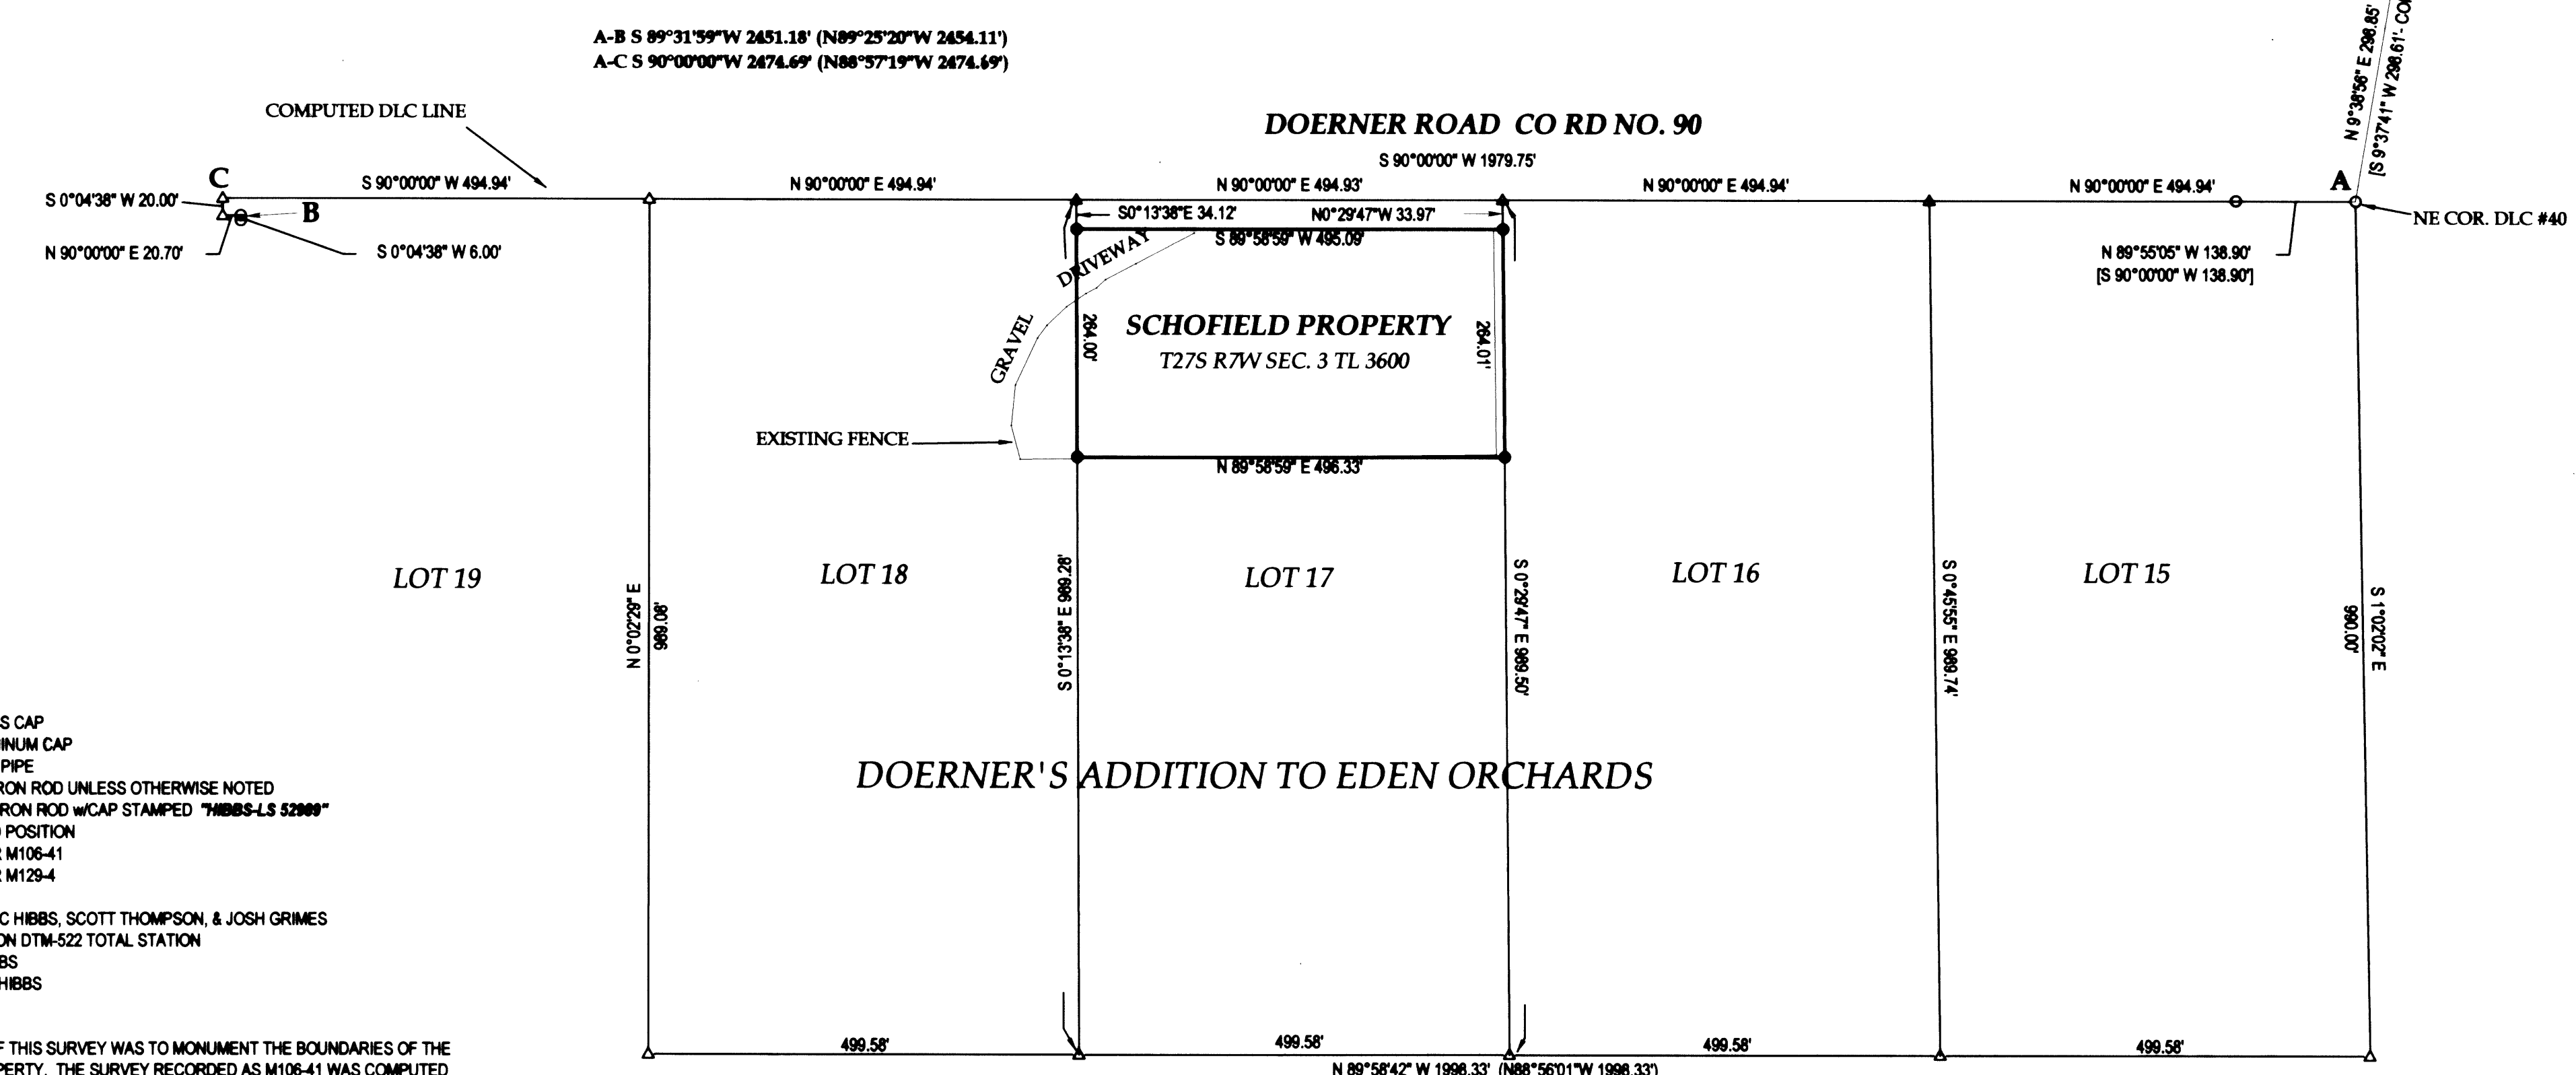 A-B S 89°31'59"W 2451.18' (N89°25'20"W 2454.11')
A-C S 90°00'00"W 2474.69' (N88°57'19"W 2474.69')
N 9°38'56" E 298.85'
[S 9°37'41" W 298.61'- CO
COMPUTED DLC LINE
DOERNER ROAD CO RD NO. 90
S 90°00'00" W 1979.75'
C
S 0°04'38" W 20.00'
S 90°00'00" W 494.94'
N 90°00'00" E 494.94'
N 90°00'00" E 494.93'
N 90°00'00" E 494.94'
N 90°00'00" E 494.94'
A
B
S0°13'38"E 34.12'
N0°29'47"W 33.97'
NE COR. DLC #40
N 90°00'00" E 20.70'
S 0°04'38" W 6.00'
S 89°58'59" W 495.09'
N 89°55'05" W 138.90'
[S 90°00'00" W 138.90']
GRAVEL DRIVEWAY
264.00'
SCHOFIELD PROPERTY
T27S R7W SEC. 3 TL 3600
264.01'
EXISTING FENCE
N 89°58'59" E 496.33'
LOT 19
LOT 18
LOT 17
LOT 16
LOT 15
N 0°02'29" E
989.08'
S 0°13'38" E 989.28'
S 0°29'47" E 989.50'
S 0°45'55" E 989.74'
S 1°02'02" E
990.00'
DOERNER'S ADDITION TO EDEN ORCHARDS
S CAP
INUM CAP
PIPE
RON ROD UNLESS OTHERWISE NOTED
RON ROD w/CAP STAMPED "HIBBS-LS 52989"
POSITION
M106-41
M129-4
C HIBBS, SCOTT THOMPSON, & JOSH GRIMES
ON DTM-522 TOTAL STATION
BS
HIBBS
F THIS SURVEY WAS TO MONUMENT THE BOUNDARIES OF THE
PERTY. THE SURVEY RECORDED AS M106-41 WAS COMPUTED
499.58'
499.58'
499.58'
499.58'
N 89°58'42" W 1998.33' (N88°56'01"W 1998.33')